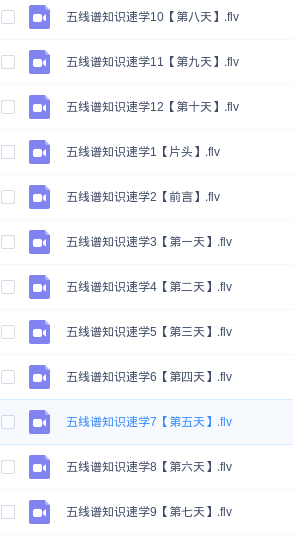 五线谱知识速学10【第八天】.flv
五线谱知识速学11【第九天】.flv
五线谱知识速学12【第十天】.flv
五线谱知识速学1【片头】.flv
五线谱知识速学2【前言】.flv
五线谱知识速学3【第一天】.flv
五线谱知识速学4【第二天】.flv
五线谱知识速学5【第三天】.flv
五线谱知识速学6【第四天】.flv
五线谱知识速学7【第五天】.flv
五线谱知识速学8【第六天】.flv
五线谱知识速学9【第七天】.flv